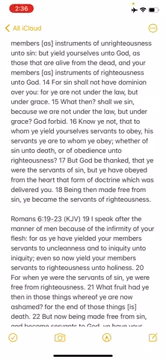 All iCloud
members [as] instruments of unrighteousness
unto sin: but yield yourselves unto God,
as those that are alive from the dead, and
your members [as] instruments of
righteousness unto God. 14 For sin shall
not have dominion over you: for ye are not
under the law, but under grace. 15 What
then? shall we sin, because we are not
under the law, but under grace? God forbid.
16 Know ye not, that to whom ye yield
yourselves servants to obey, his servants
ye are to whom ye obey; whether of sin
unto death, or of obedience unto
righteousness? 17 But God be thanked,
that ye were the servants of sin, but ye
have obeyed from the heart that form of
doctrine which was delivered you. 18 Being
then made free from sin, ye became the
servants of righteousness.
Romans 6:19-23 (KJV) 19 I speak after the
manner of men because of the infirmity of
your flesh: for as ye have yielded your
members servants to uncleanness and to
iniquity unto iniquity; even so now yield
your members servants to righteousness
unto holiness. 20 For when ye were the
servants of sin, ye were free from
righteousness. 21 What fruit had ye then in
those things whereof ye are now ashamed?
for the end of those things [is] death. 22
But now being made free from sin,